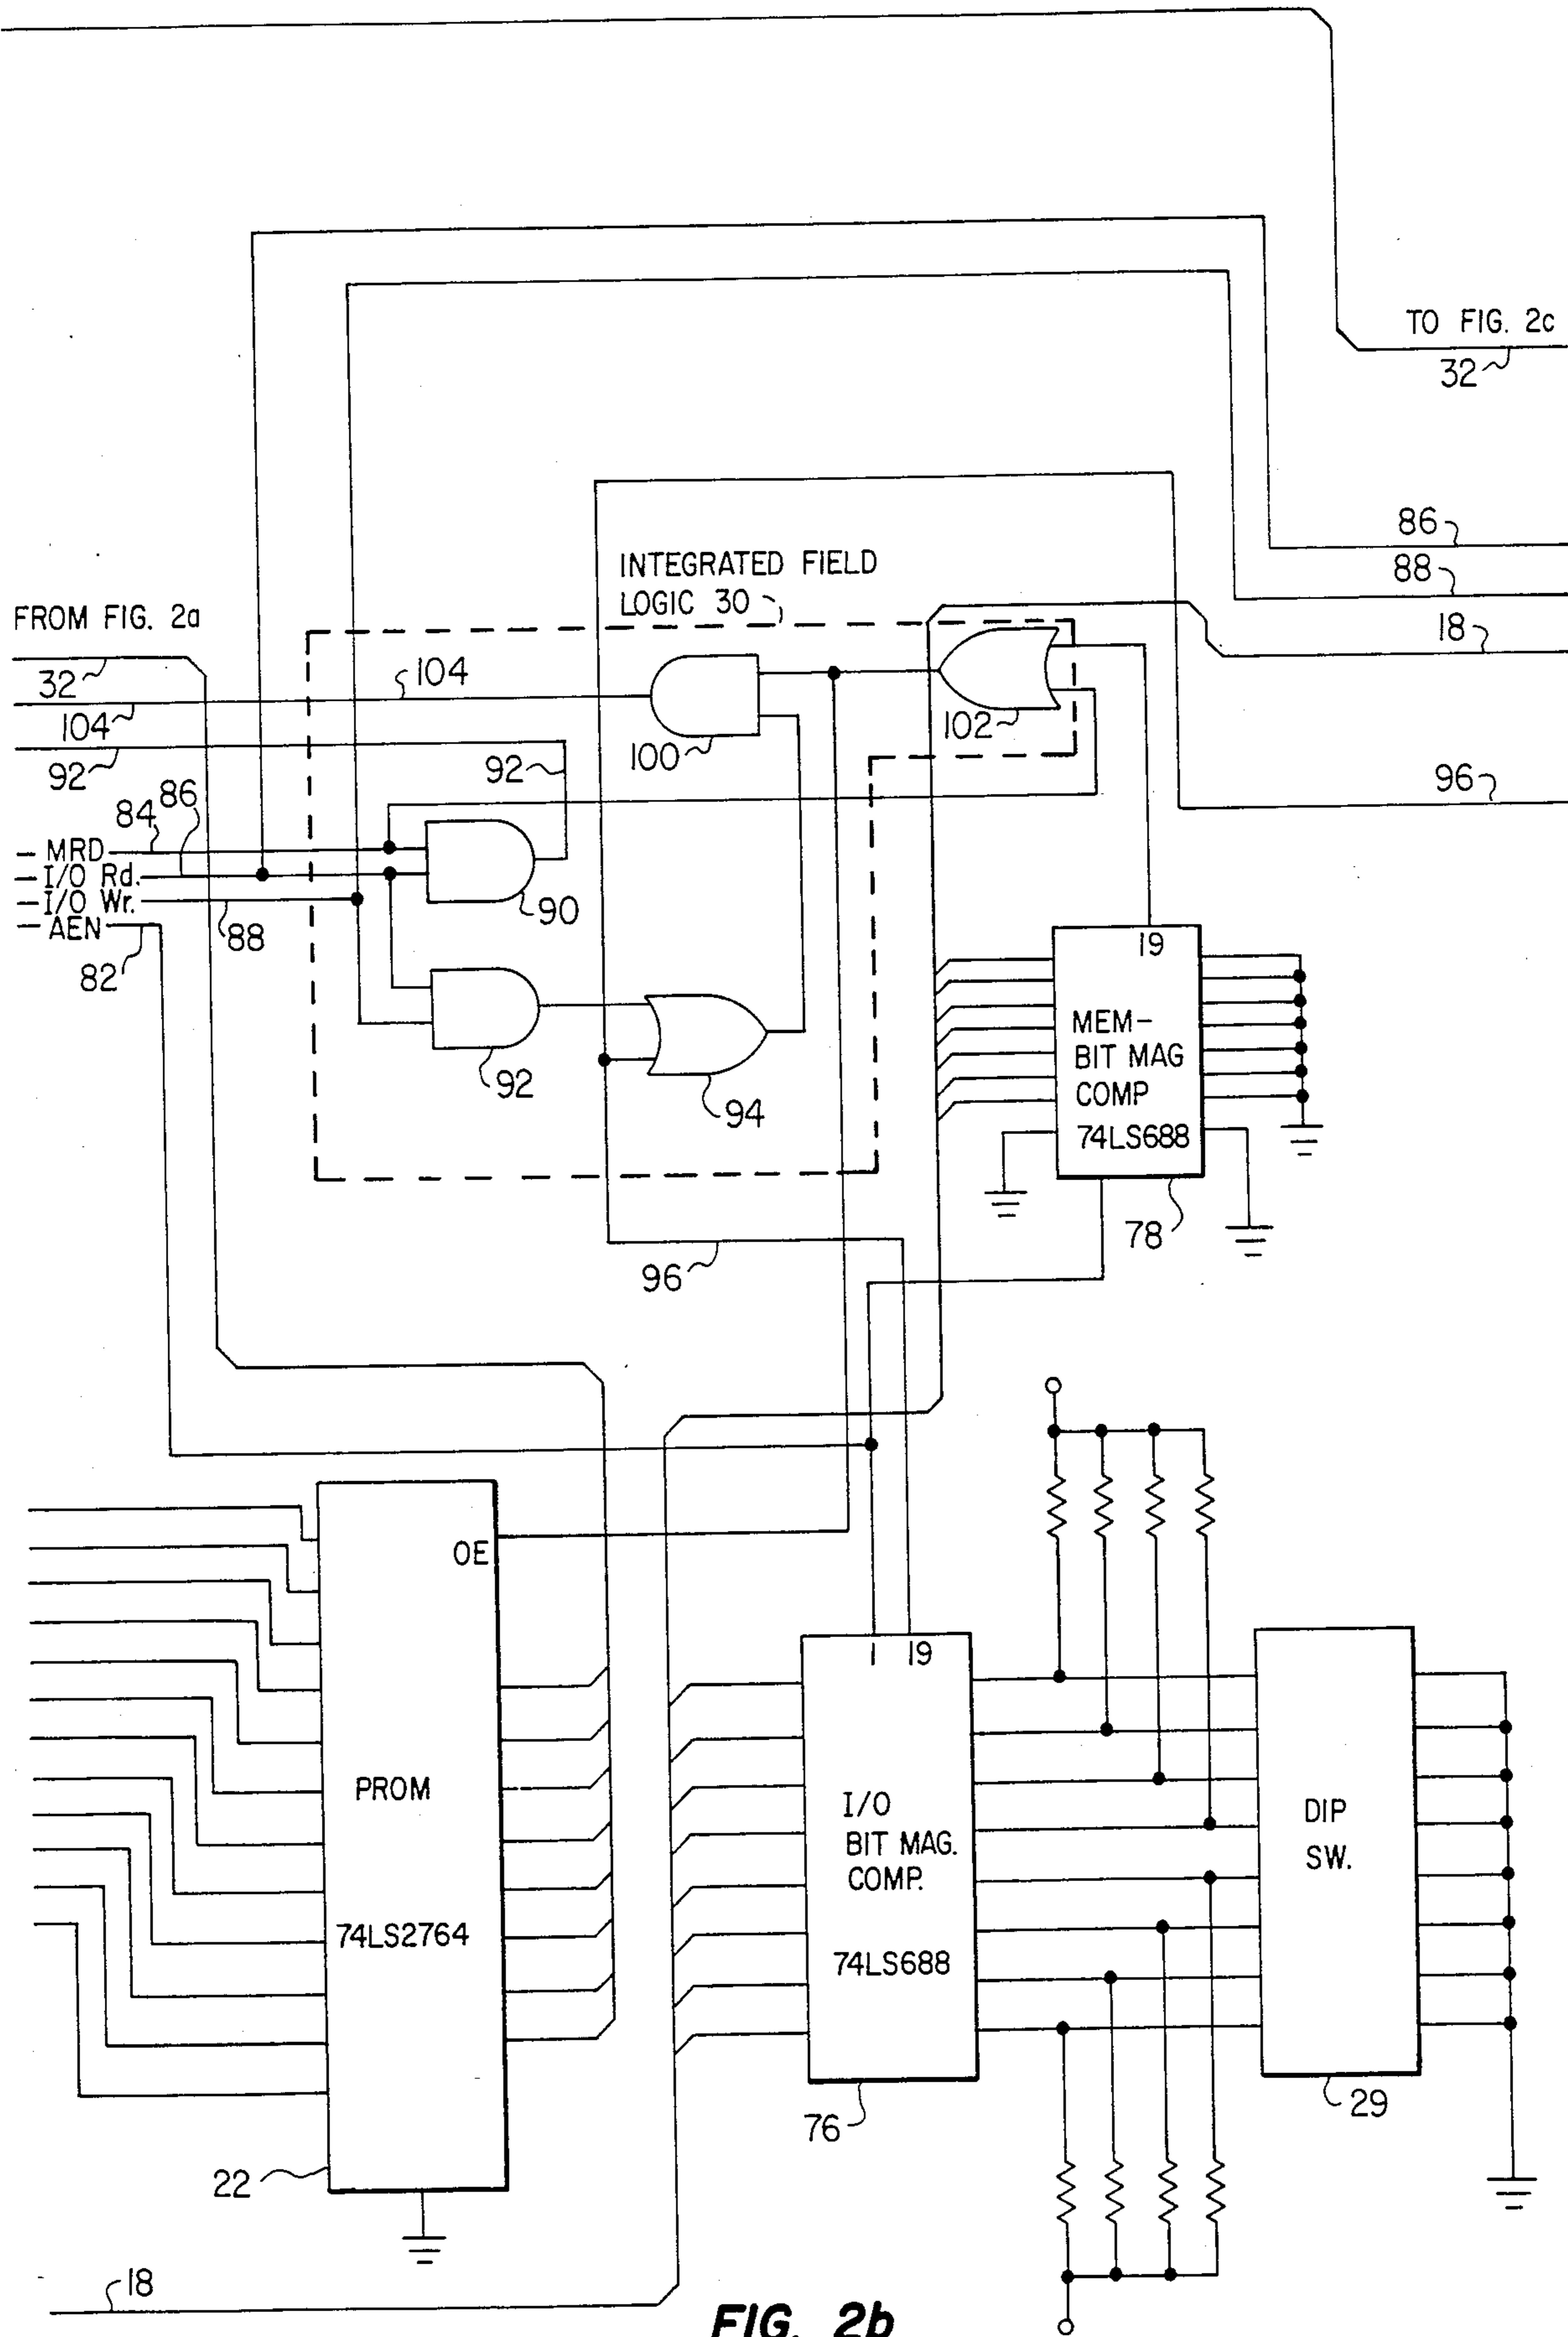 TO FIG. 2c
32
86
88
INTEGRATED FIELD
LOGIC 30
FROM FIG. 2a
18
32
104
104
102
100
92
92
96
86
84
- MRD
- I/O Rd.
- I/O Wr.
- AEN
90
88
82
19
MEM-
BIT MAG
COMP
74LS688
92
94
78
96
OE
1 19
PROM
I/O
BIT MAG.
COMP.
DIP
SW.
74LS2764
74LS688
29
76
22
18
FIG. 2b